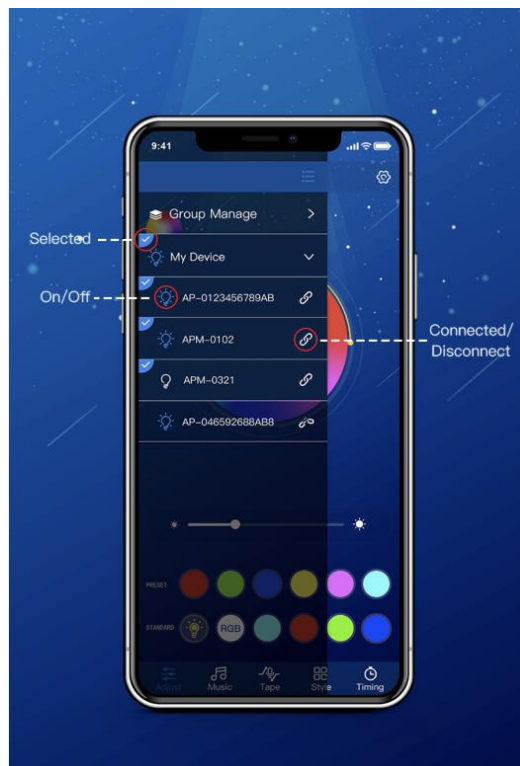 9:41
Group Manage
Selected
My Device
On/Off
AP-0123456789AB
APM-0102
Connected/
Disconnect
APM-0321
AP-046592688AB8
PRESET
STANDARD
RGB
Adjust
Music
Tape
Style
Timing